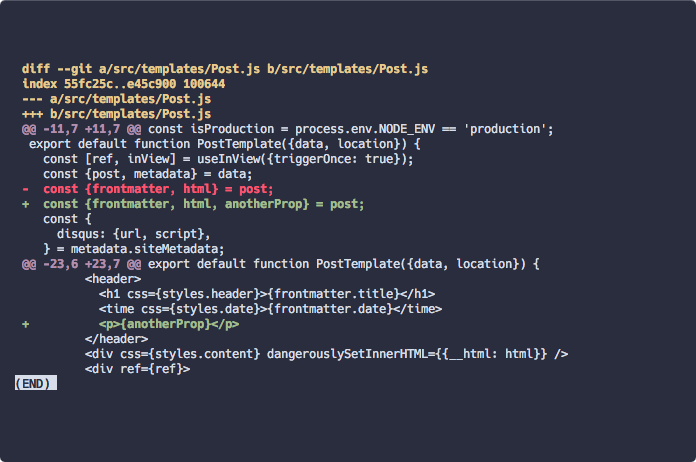 diff --git a/src/templates/Post.js b/src/templates/Post.js
index 55fc25c..e45c900 100644
--- a/src/templates/Post.js
+++ b/src/templates/Post.js
@@ -11,7 +11,7 @@ const isProduction = process.env.NODE_ENV == 'production';
 export default function PostTemplate({data, location}) {
   const [ref, inView] = useInView({triggerOnce: true});
   const {post, metadata} = data;
-  const {frontmatter, html} = post;
+  const {frontmatter, html, anotherProp} = post;
   const {
     disqus: {url, script},
   } = metadata.siteMetadata;
@@ -23,6 +23,7 @@ export default function PostTemplate({data, location}) {
         <header>
           <h1 css={styles.header}>{frontmatter.title}</h1>
           <time css={styles.date}>{frontmatter.date}</time>
+          <p>{anotherProp}</p>
         </header>
         <div css={styles.content} dangerouslySetInnerHTML={{__html: html}} />
         <div ref={ref}>
(END)